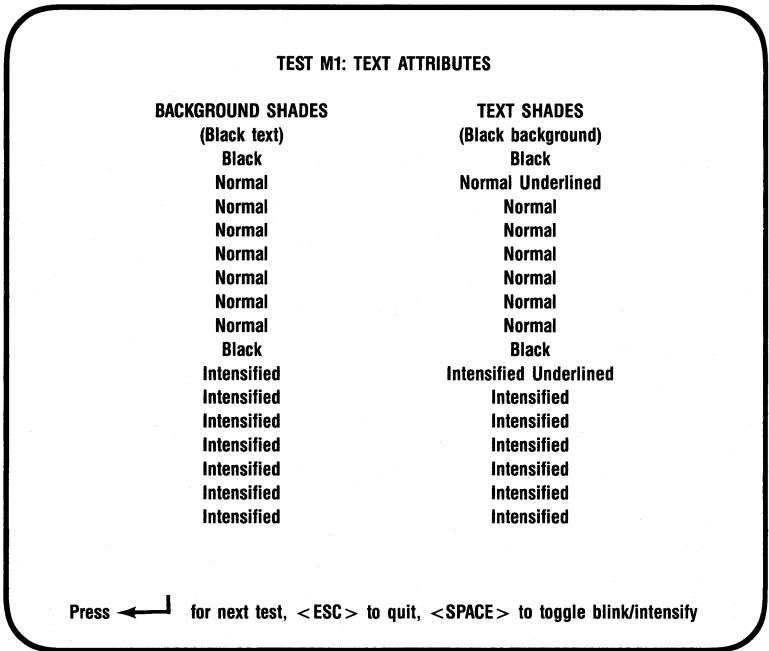 TEST M1: TEXT ATTRIBUTES
BACKGROUND SHADES TEXT SHADES
(Black text) (Black background)
Black Black
Normal Normal Underlined
Normal Normal
Normal Normal
Normal Normal
Normal Normal
Normal Normal
Normal Normal
Black Black
Intensified Intensified Underlined
Intensified Intensified
Intensified Intensified
Intensified Intensified
Intensified Intensified
Intensified Intensified
Intensified Intensified
Press for next test, <ESC> to quit, <SPACE> to toggle blink/intensify